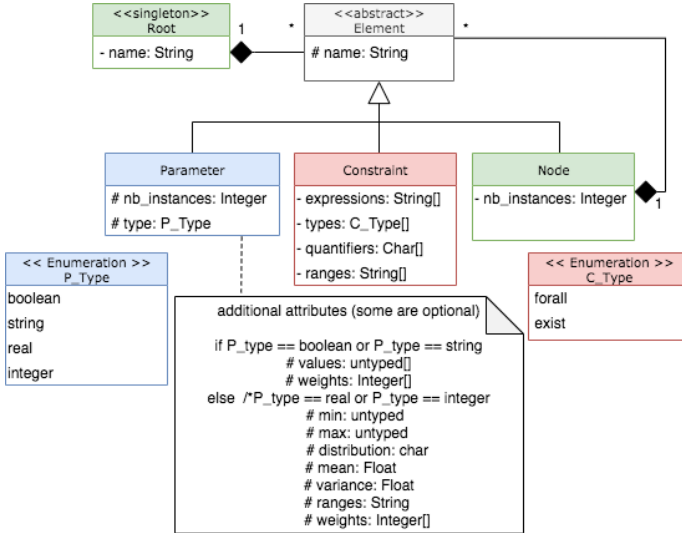 <<singleton>>
Root
- name: String
1
*
<<abstract>>
Element
# name: String
*
Parameter
# nb_instances: Integer
# type: P_Type
Constraint
- expressions: String[]
- types: C_Type[]
- quantifiers: Char[]
- ranges: String[]
Node
- nb_instances: Integer
1
<< Enumeration >>
P_Type
boolean
string
real
integer
additional attributes (some are optional)
if P_type == boolean or P_type == string
# values: untyped[]
# weights: Integer[]
else /*P_type == real or P_type == integer
# min: untyped
# max: untyped
# distribution: char
# mean: Float
# variance: Float
# ranges: String
# weights: Integer[]
<< Enumeration >>
C_Type
forall
exist